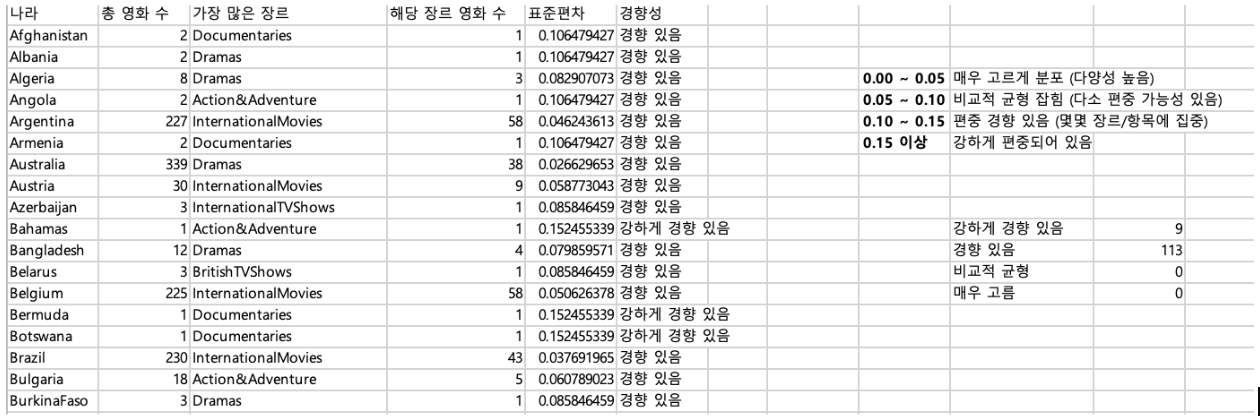 나라 총 영화 수 가장 많은 장르 해당 장르 영화 수 표준편차 경향성
Afghanistan 2 Documentaries 1 0.106479427 경향 있음
Albania 2 Dramas 1 0.106479427 경향 있음
Algeria 8 Dramas 3 0.082907073 경향 있음 0.00 ~ 0.05 매우 고르게 분포 (다양성 높음)
Angola 2 Action&Adventure 1 0.106479427 경향 있음 0.05 ~ 0.10 비교적 균형 잡힘 (다소 편중 가능성 있음)
Argentina 227 InternationalMovies 58 0.046243613 경향 있음 0.10 ~ 0.15 편중 경향 있음 (몇몇 장르/항목에 집중)
Armenia 2 Documentaries 1 0.106479427 경향 있음 0.15 이상 강하게 편중되어 있음
Australia 339 Dramas 38 0.026629653 경향 있음
Austria 30 InternationalMovies 9 0.058773043 경향 있음
Azerbaijan 3 InternationalTVShows 1 0.085846459 경향 있음
Bahamas 1 Action&Adventure 1 0.152455339 강하게 경향 있음 강하게 경향 있음 9
Bangladesh 12 Dramas 4 0.079859571 경향 있음 경향 있음 113
Belarus 3 BritishTVShows 1 0.085846459 경향 있음 비교적 균형 0
Belgium 225 InternationalMovies 58 0.050626378 경향 있음 매우 고름 0
Bermuda 1 Documentaries 1 0.152455339 강하게 경향 있음
Botswana 1 Documentaries 1 0.152455339 강하게 경향 있음
Brazil 230 InternationalMovies 43 0.037691965 경향 있음
Bulgaria 18 Action&Adventure 5 0.060789023 경향 있음
BurkinaFaso 3 Dramas 1 0.085846459 경향 있음